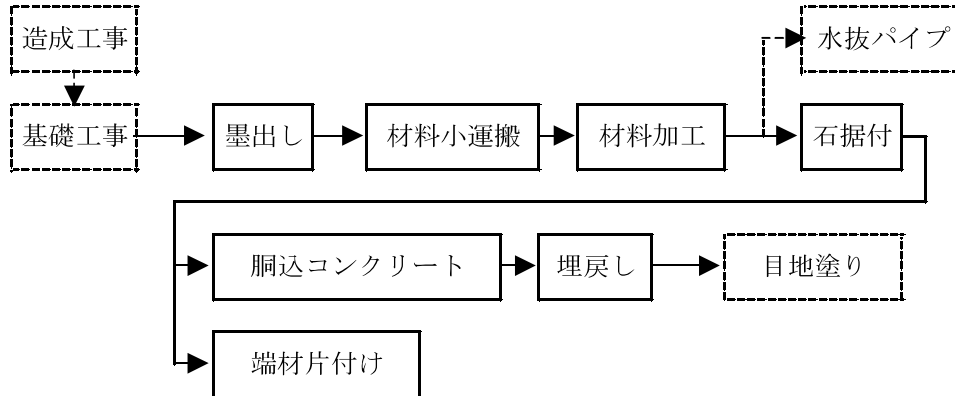 造成工事
水抜パイプ
基礎工事
墨出し
材料小運搬
材料加工
石据付
胴込コンクリート
埋戻し
目地塗り
端材片付け